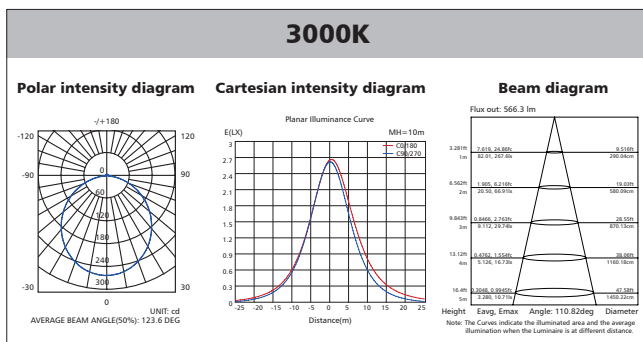 3000K
Polar intensity diagram
Cartesian intensity diagram
Beam diagram
-/+180
-120
120
-90
90
-30
30
0
0
60
120
180
240
300
UNIT: cd
AVERAGE BEAM ANGLE(50%): 123.6 DEG
Planar Illuminance Curve
E(LX)
MH=10m
C0/180
C90/270
3
2.7
2.4
2.1
1.8
1.5
1.2
0.9
0.6
0.3
0
-25 -20 -15 -10 -5 0 5 10 15 20 25
Distance(m)
Flux out: 566.3 lm
3.281ft 7.619, 24.86fc 9.516ft
1m 82.01, 267.6lx 290.04cm
6.562ft 1.905, 6.216fc 19.03ft
2m 20.50, 66.91lx 580.09cm
9.843ft 0.8466, 2.763fc 28.55ft
3m 9.112, 29.74lx 870.13cm
13.12ft 0.4762, 1.554fc 38.06ft
4m 5.126, 16.73lx 1160.18cm
16.4ft 0.3048, 0.9945fc 47.58ft
5m 3.280, 10.71lx 1450.22cm
Height Eavg, Emax Angle: 110.82deg Diameter
Note: The Curves indicate the illuminated area and the average
illumination when the Luminaire is at different distance.